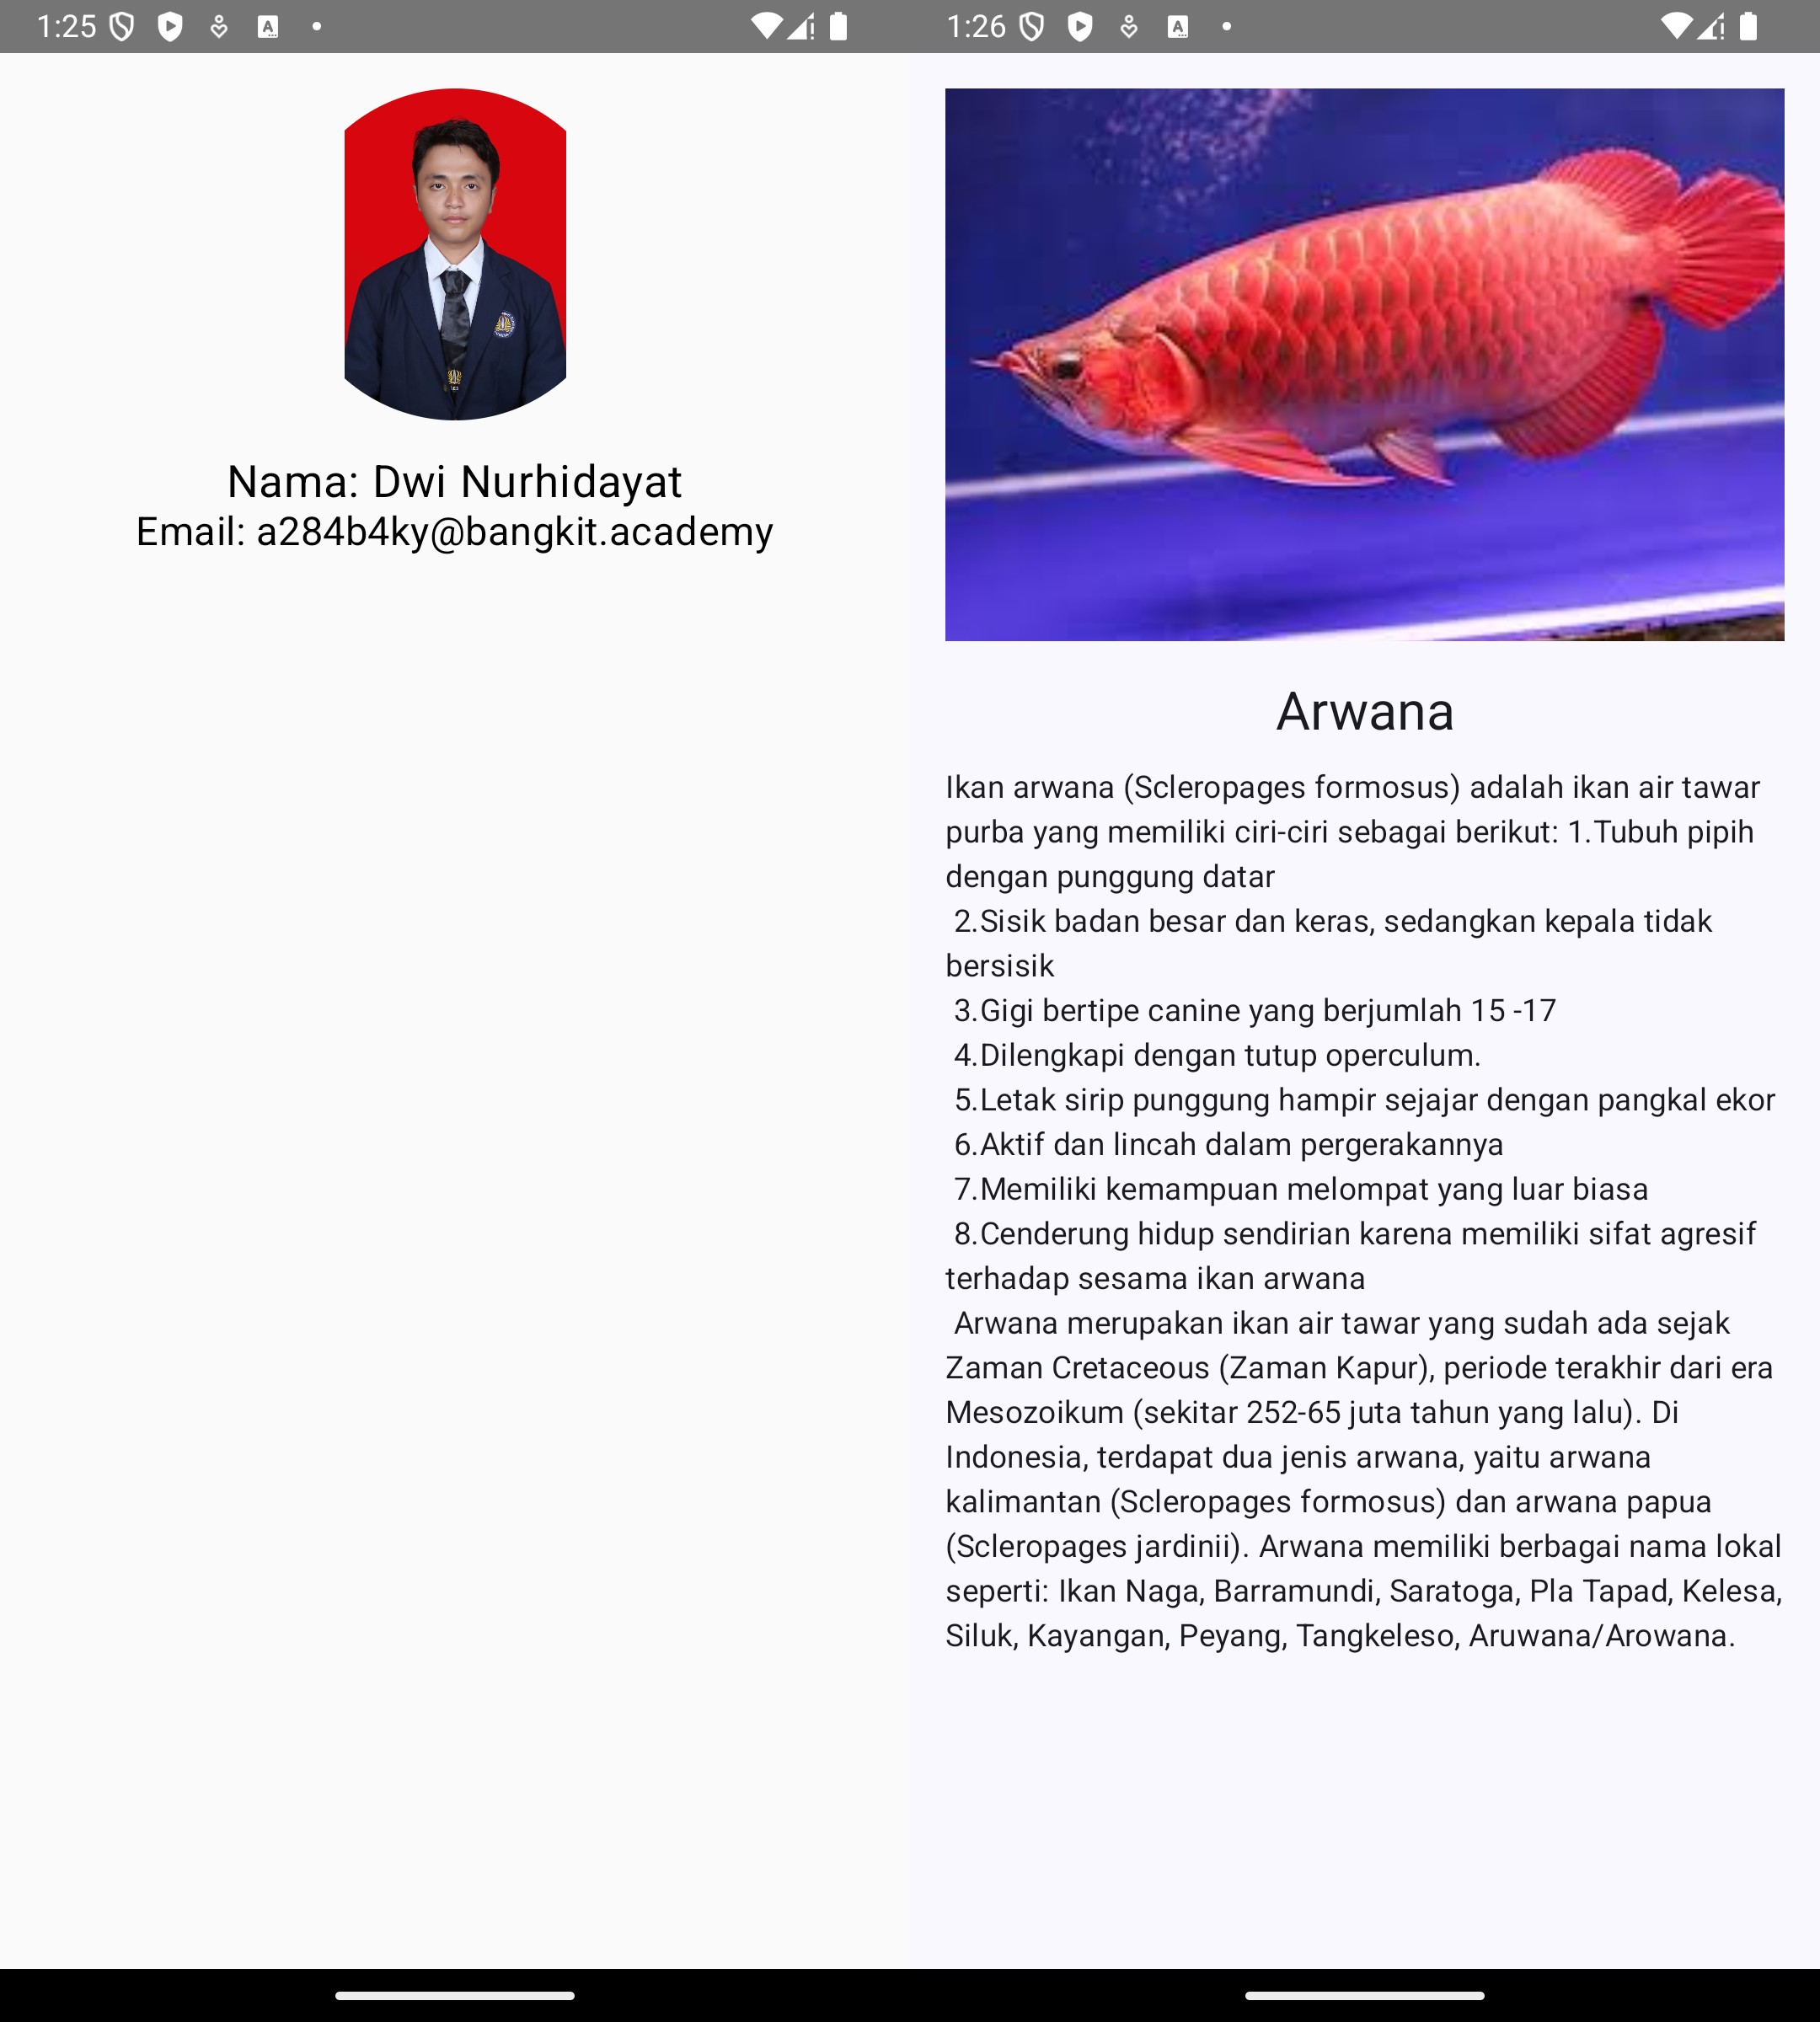 1:25
Nama: Dwi Nurhidayat
Email: a284b4ky@bangkit.academy
1:26
Arwana
Ikan arwana (Scleropages formosus) adalah ikan air tawar
purba yang memiliki ciri-ciri sebagai berikut: 1.Tubuh pipih
dengan punggung datar
2.Sisik badan besar dan keras, sedangkan kepala tidak
bersisik
3.Gigi bertipe canine yang berjumlah 15 -17
4.Dilengkapi dengan tutup operculum.
5.Letak sirip punggung hampir sejajar dengan pangkal ekor
6.Aktif dan lincah dalam pergerakannya
7.Memiliki kemampuan melompat yang luar biasa
8.Cenderung hidup sendirian karena memiliki sifat agresif
terhadap sesama ikan arwana
Arwana merupakan ikan air tawar yang sudah ada sejak
Zaman Cretaceous (Zaman Kapur), periode terakhir dari era
Mesozoikum (sekitar 252-65 juta tahun yang lalu). Di
Indonesia, terdapat dua jenis arwana, yaitu arwana
kalimantan (Scleropages formosus) dan arwana papua
(Scleropages jardinii). Arwana memiliki berbagai nama lokal
seperti: Ikan Naga, Barramundi, Saratoga, Pla Tapad, Kelesa,
Siluk, Kayangan, Peyang, Tangkeleso, Aruwana/Arowana.